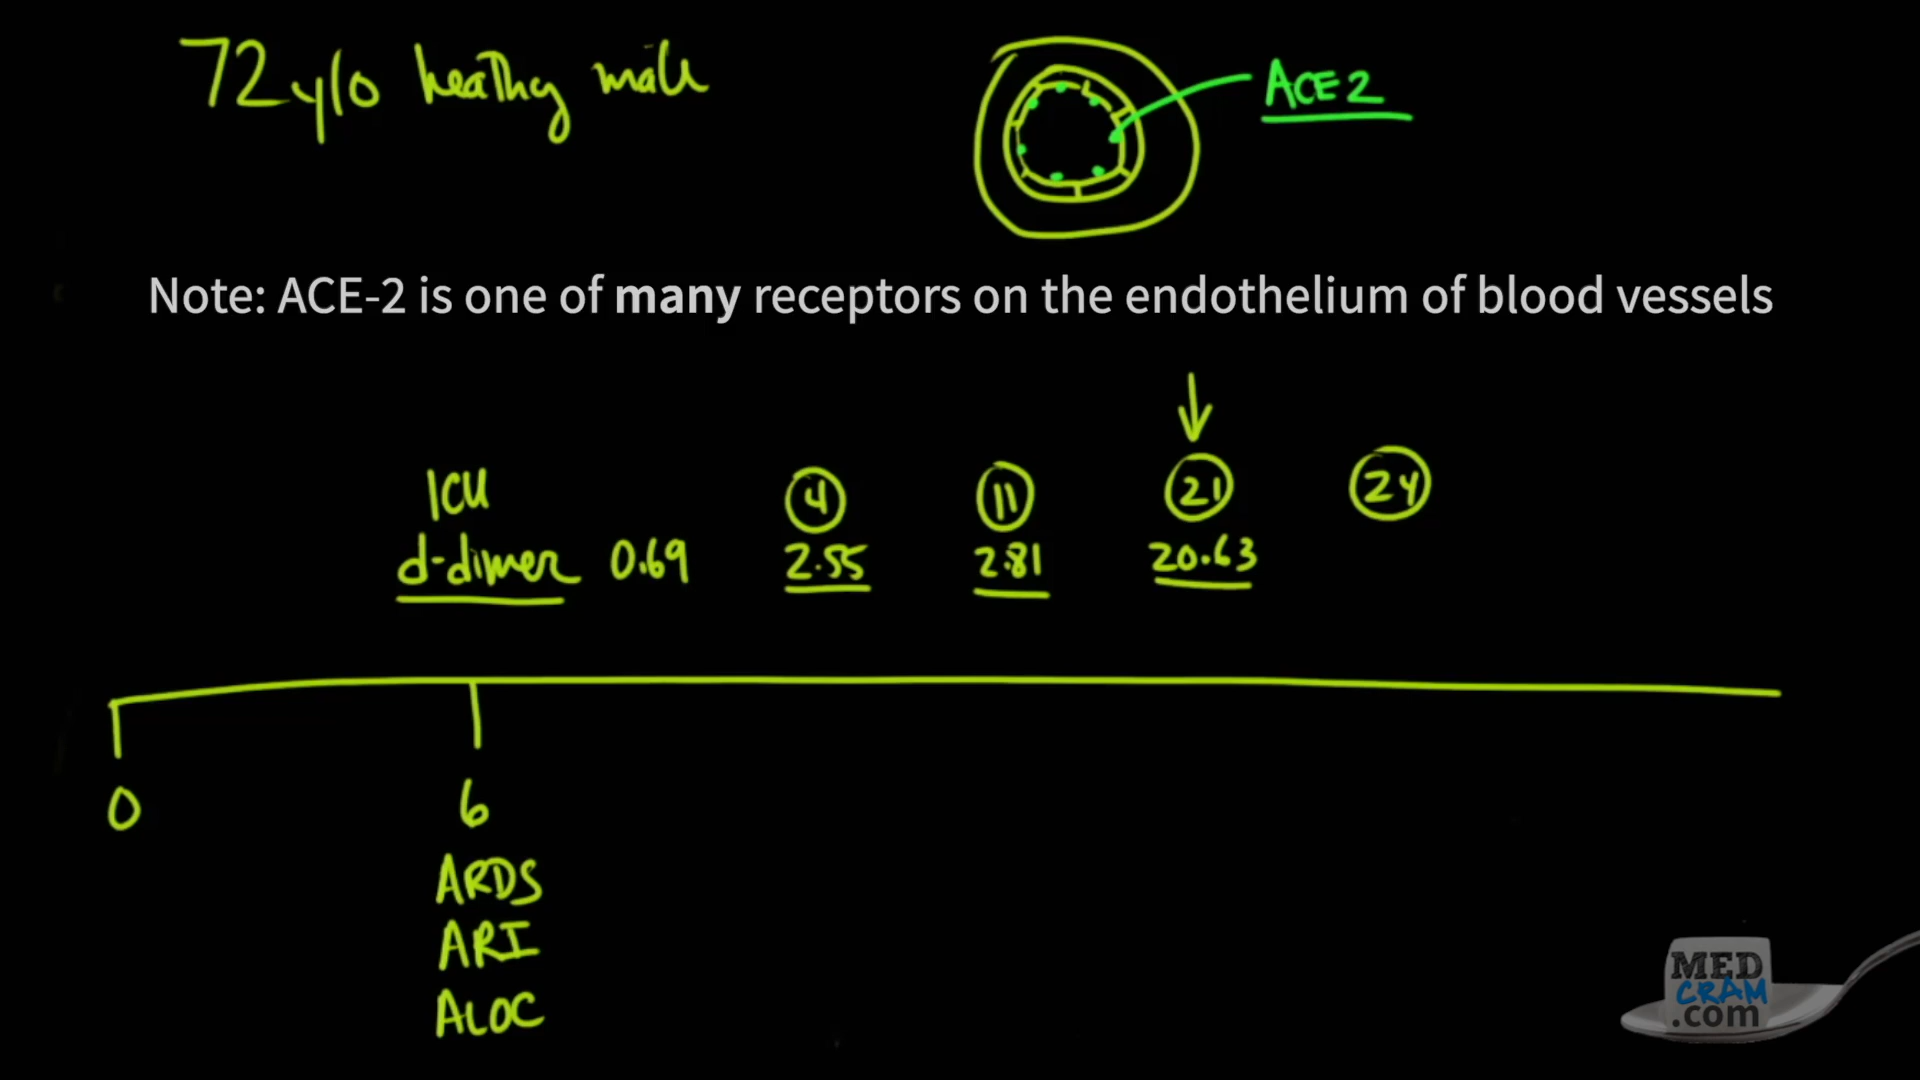 72 y/o healthy male
ACE2
Note: ACE-2 is one of many receptors on the endothelium of blood vessels
ICU 4 11 21 24
d-dimer 0.69 2.55 2.81 20.63
0 6
ARDS
ARI
ALOC
MED
CRAM
.com